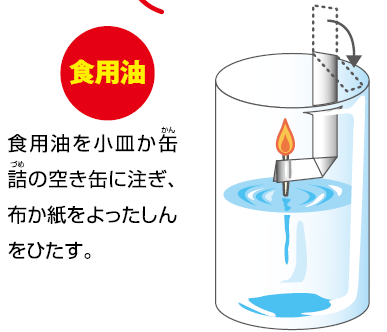 食用油
食用油を小皿か缶
詰の空き缶に注ぎ、
布か紙をよったしん
をひたす。